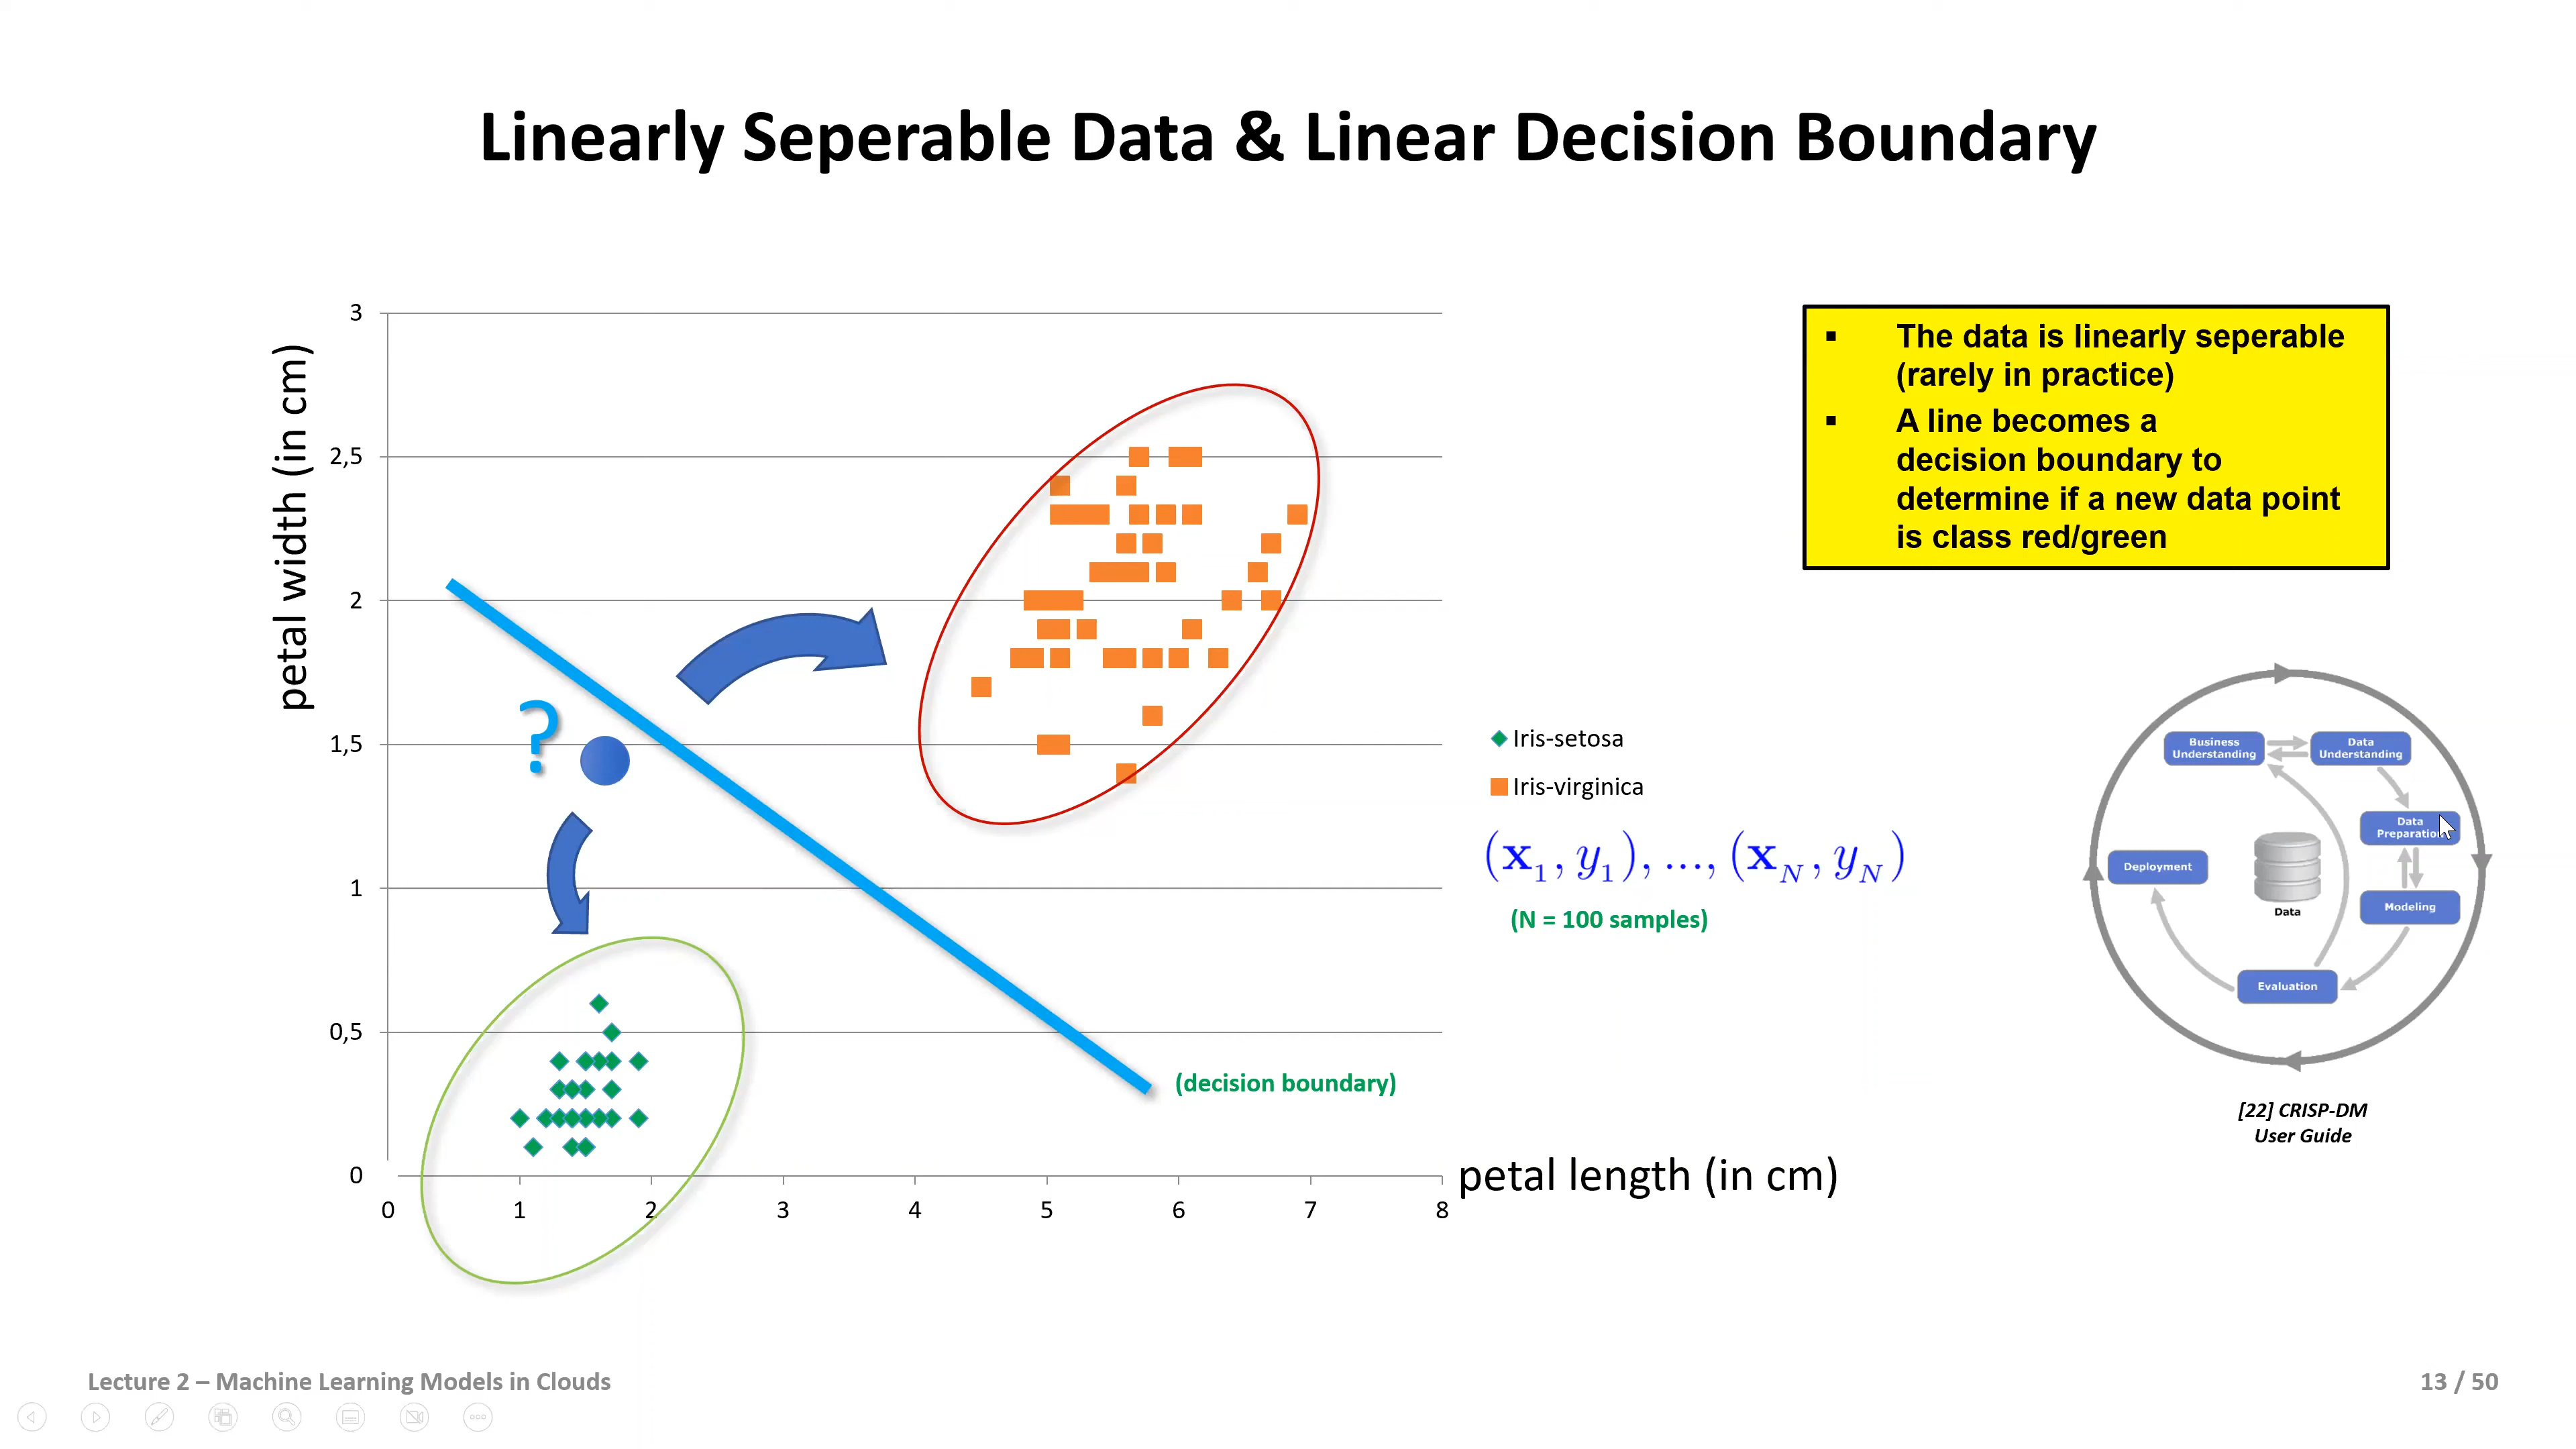 Linearly Seperable Data & Linear Decision Boundary
petal width (in cm)
3
2,5
2
1,5
1
0,5
0
0 1 2 3 4 5 6 7 8
petal length (in cm)
?
(decision boundary)
Iris-setosa
Iris-virginica
(x1, y1), ..., (xN, yN)
(N = 100 samples)
▪ The data is linearly seperable
(rarely in practice)
▪ A line becomes a
decision boundary to
determine if a new data point
is class red/green
Business
Understanding
Data
Understanding
Data
Preparation
Modeling
Evaluation
Deployment
Data
[22] CRISP-DM
User Guide
Lecture 2 – Machine Learning Models in Clouds
13 / 50